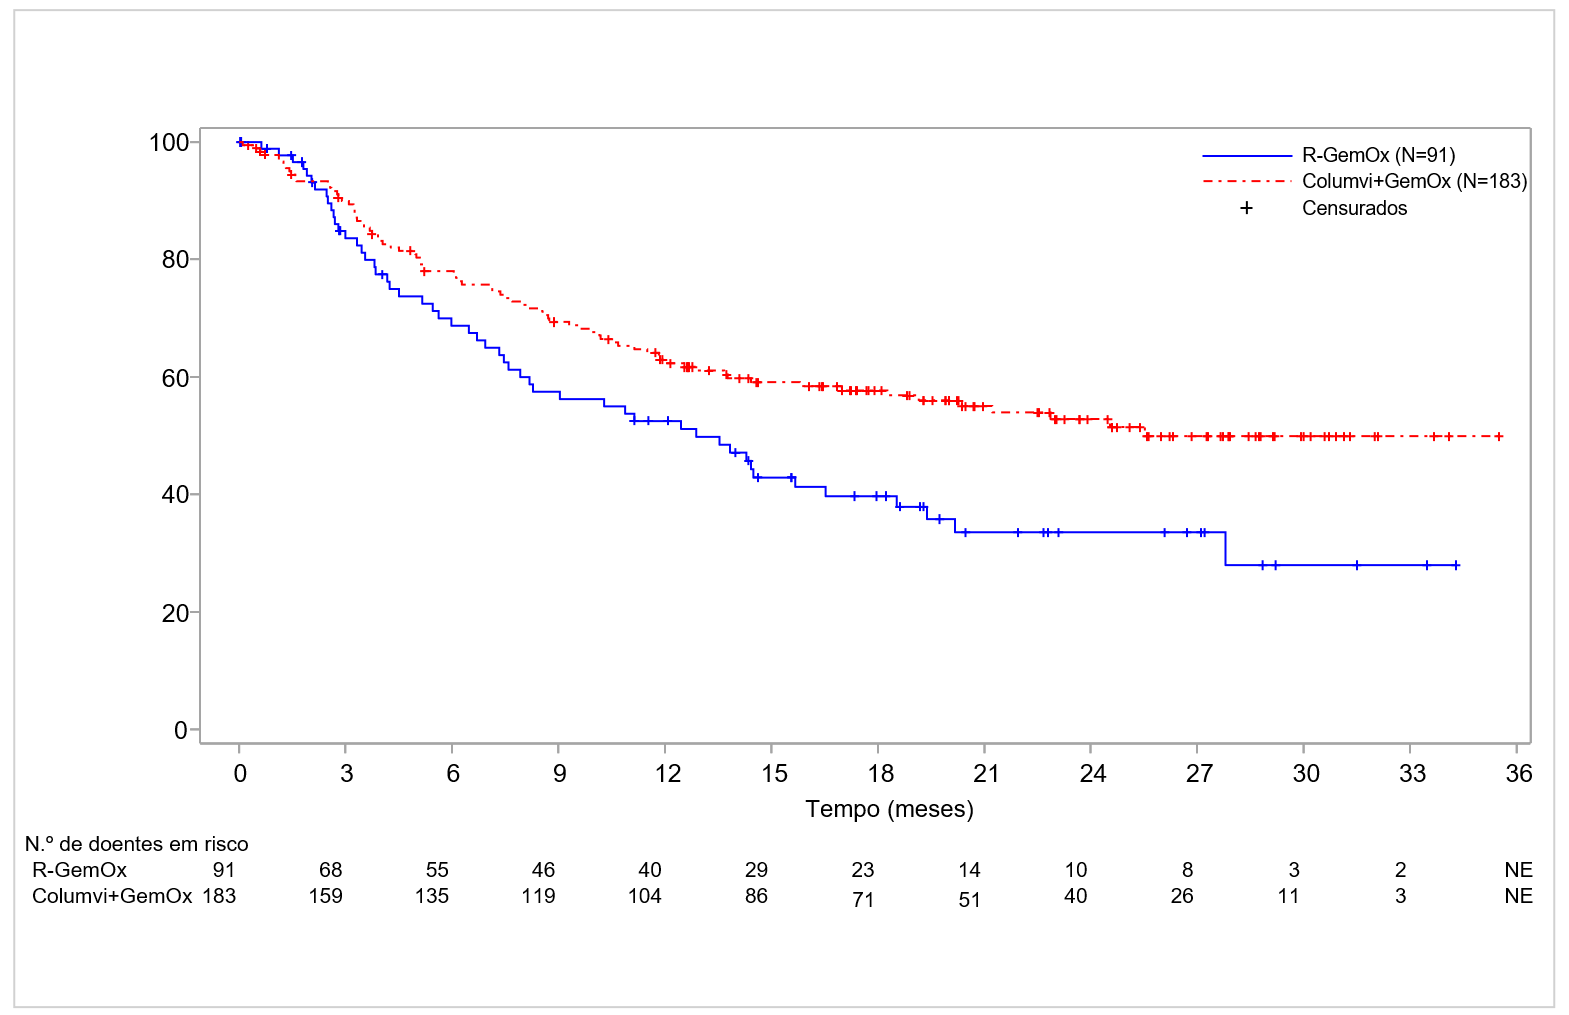 100
80
60
40
20
0
R-GemOx (N=91)
Columvi+GemOx (N=183)
+ Censurados
0 3 6 9 12 15 18 21 24 27 30 33 36
Tempo (meses)
N.º de doentes em risco
R-GemOx 91 68 55 46 40 29 23 14 10 8 3 2 NE
Columvi+GemOx 183 159 135 119 104 86 71 51 40 26 11 3 NE